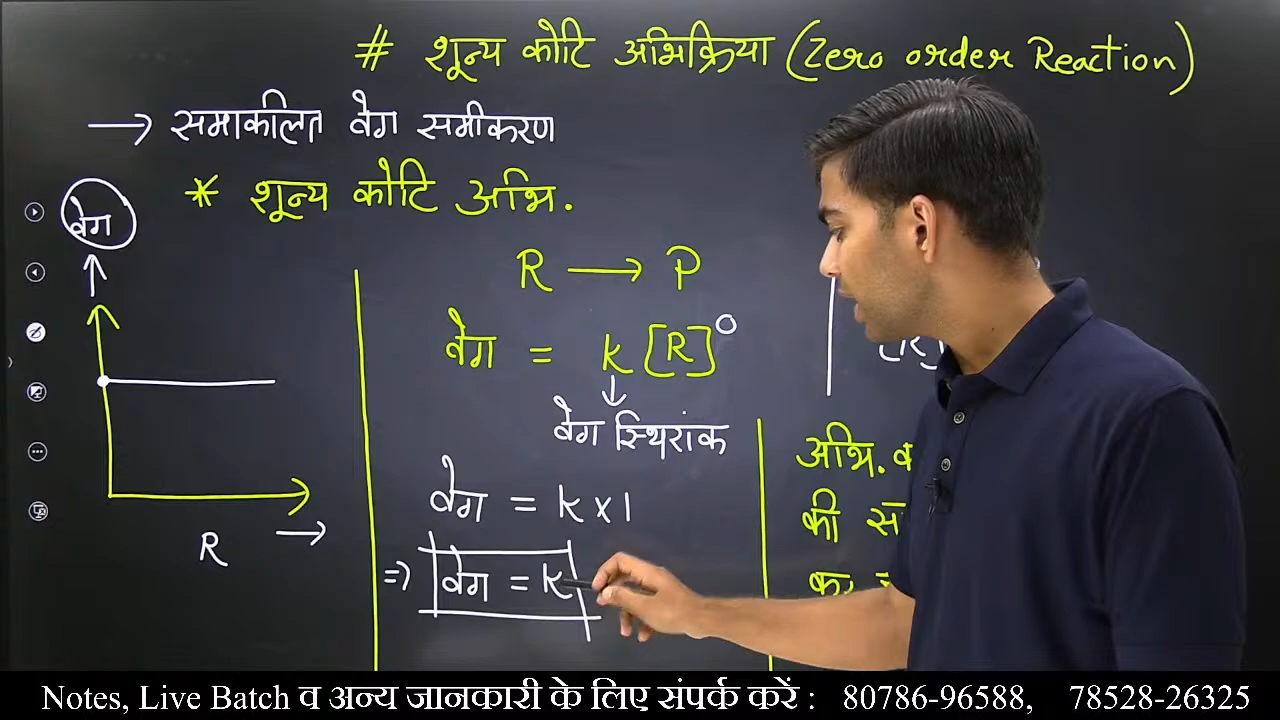 # शून्य कोटि अभिक्रिया (Zero order Reaction)
→ समाकलित वेग समीकरण
* शून्य कोटि अभि.
वेग
R →
R → P
वेग = k [R]⁰
वेग स्थिरांक
वेग = k x 1
⇒ वेग = k
अभि. व
की
Notes, Live Batch व अन्य जानकारी के लिए संपर्क करें : 80786-96588, 78528-26325